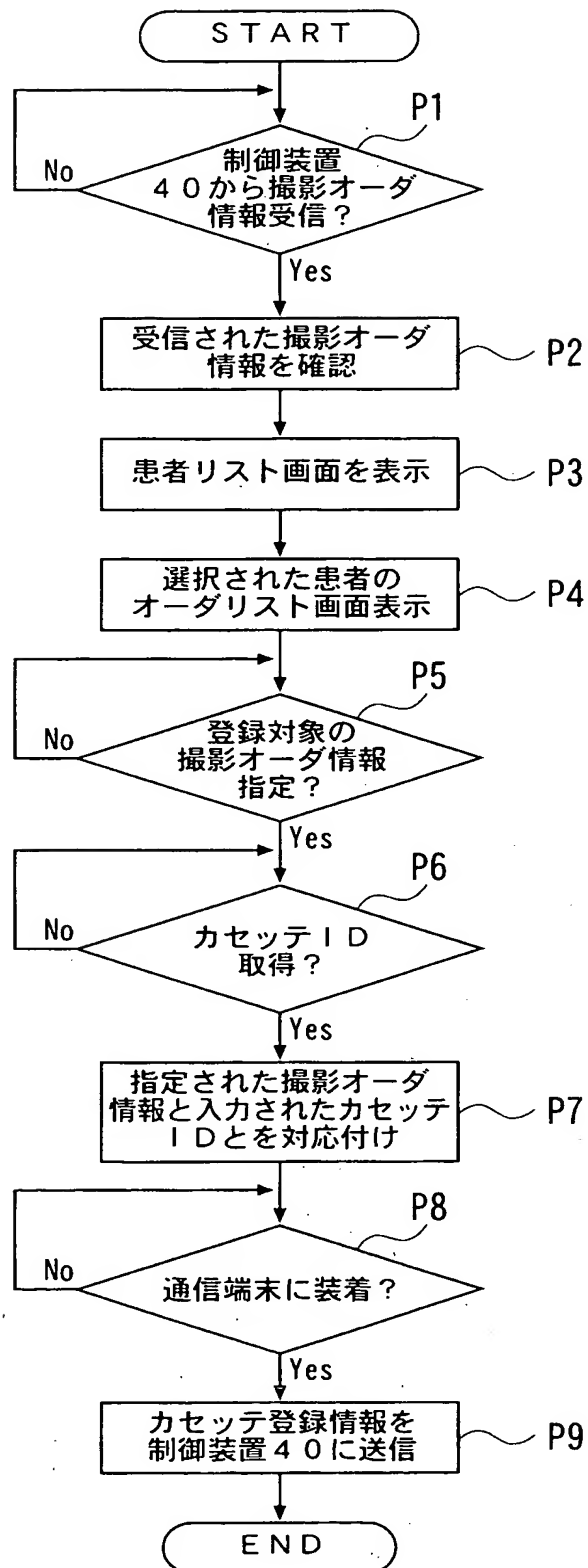 ＳＴＡＲＴ
P1
制御装置
４０から撮影オーダ
情報受信？
No
Yes
受信された撮影オーダ
情報を確認
P2
患者リスト画面を表示
P3
選択された患者の
オーダリスト画面表示
P4
P5
登録対象の
撮影オーダ情報
指定？
No
Yes
P6
カセッテＩＤ
取得？
No
Yes
指定された撮影オーダ
情報と入力されたカセッテ
ＩＤとを対応付け
P7
P8
通信端末に装着？
No
Yes
カセッテ登録情報を
制御装置４０に送信
P9
ＥＮＤ